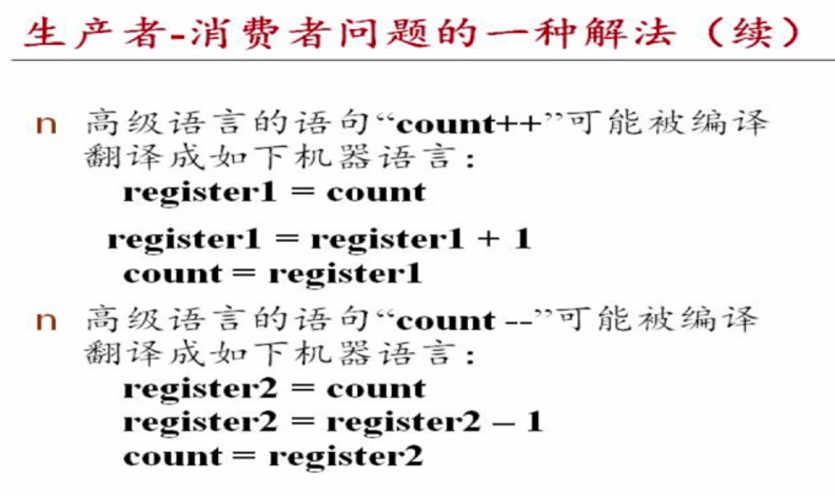 生产者-消费者问题的一种解法（续）
n 高级语言的语句“count++”可能被编译
翻译成如下机器语言：
register1 = count
register1 = register1 + 1
count = register1
n 高级语言的语句“count --”可能被编译
翻译成如下机器语言：
register2 = count
register2 = register2 – 1
count = register2